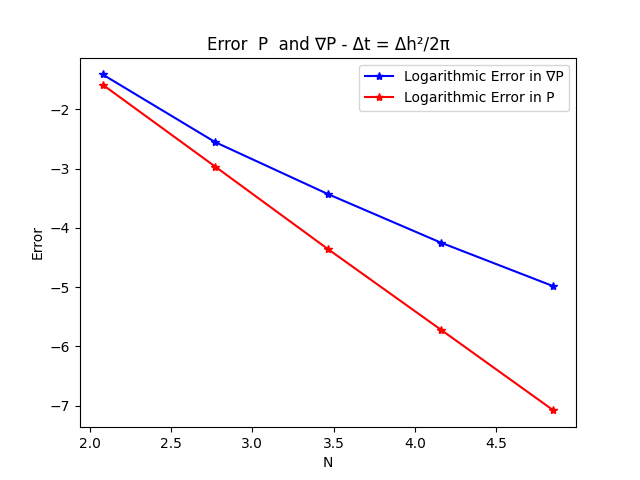 Error  P  and ∇P - Δt = Δh²/2π
Logarithmic Error in ∇P
Logarithmic Error in P
Error
−2
−3
−4
−5
−6
−7
2.0 2.5 3.0 3.5 4.0 4.5
N